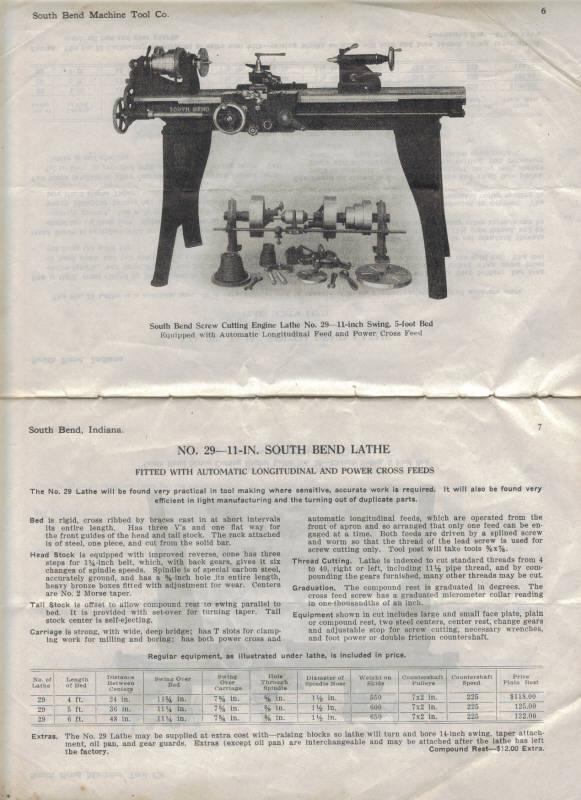 South Bend Machine Tool Co.
6
SOUTH BEND
South Bend Screw Cutting Engine Lathe No. 29—11-inch Swing, 5-foot Bed
Equipped with Automatic Longitudinal Feed and Power Cross Feed
South Bend, Indiana.
7
NO. 29—11-IN. SOUTH BEND LATHE
FITTED WITH AUTOMATIC LONGITUDINAL AND POWER CROSS FEEDS
The No. 29 Lathe will be found very practical in tool making where sensitive, accurate work is required. It will also be found very
efficient in light manufacturing and the turning out of duplicate parts.
Bed is rigid, cross ribbed by braces cast in at short intervals
its entire length. Has three V's and one flat way for
the front guides of the head and tail stock. The rack attached
is of steel, one piece, and cut from the solid bar.
Head Stock is equipped with improved reverse, cone has three
steps for 1¾-inch belt, which, with back gears, gives it six
changes of spindle speeds. Spindle is of special carbon steel,
accurately ground, and has a ⅝-inch hole its entire length,
heavy bronze boxes fitted with adjustment for wear. Centers
are No. 2 Morse taper.
Tail Stock is offset to allow compound rest to swing parallel to
bed. It is provided with set-over for turning taper. Tail
stock center is self-ejecting.
Carriage is strong, with wide, deep bridge; has T slots for clamp-
ing work for milling and boring; has both power cross and
automatic longitudinal feeds, which are operated from the
front of apron and so arranged that only one feed can be en-
gaged at a time. Both feeds are driven by a splined screw
and worm so that the thread of the lead screw is used for
screw cutting only. Tool post will take tools ⅜x⅞.
Thread Cutting. Lathe is indexed to cut standard threads from 4
to 40, right or left, including 11½ pipe thread, and by com-
pounding the gears furnished, many other threads may be cut.
Graduation. The compound rest is graduated in degrees. The
cross feed screw has a graduated micrometer collar reading
in one-thousandths of an inch.
Equipment shown in cut includes large and small face plate, plain
or compound rest, two steel centers, center rest, change gears
and adjustable stop for screw cutting, necessary wrenches,
and foot power or double friction countershaft.
Regular equipment, as illustrated under lathe, is included in price.
No. of Lathe | Length of Bed | Distance Between Centers | Swing Over Bed | Swing Over Carriage | Hole Through Spindle | Diameter of Spindle Nose | Weight on Skids | Countershaft Pulleys | Countershaft Speed | Price Plain Rest
29 | 4 ft. | 24 in. | 11¼ in. | 7⅝ in. | ⅝ in. | 1½ in. | 550 | 7x2 in. | 225 | $118.00
29 | 5 ft. | 36 in. | 11¼ in. | 7⅝ in. | ⅝ in. | 1½ in. | 600 | 7x2 in. | 225 | 125.00
29 | 6 ft. | 48 in. | 11¼ in. | 7⅝ in. | ⅝ in. | 1½ in. | 650 | 7x2 in. | 225 | 132.00
Extras. The No. 29 Lathe may be supplied at extra cost with—raising blocks so lathe will turn and bore 14-inch swing, taper attach-
ment, oil pan, and gear guards. Extras (except oil pan) are interchangeable and may be attached after the lathe has left
the factory. Compound Rest—$12.00 Extra.